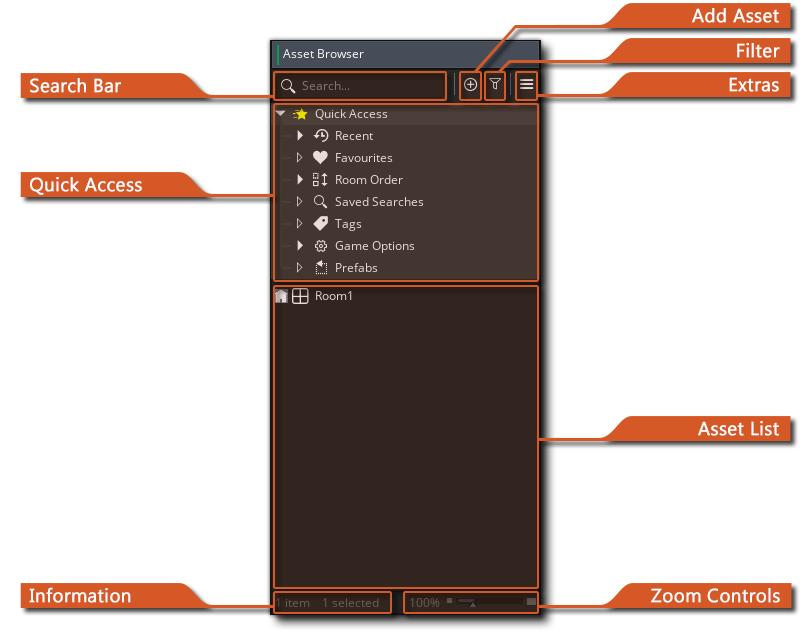 Add Asset
Asset Browser
Filter
Search Bar
Search...
Extras
Quick Access
Recent
Favourites
Quick Access
Room Order
Saved Searches
Tags
Game Options
Prefabs
Room1
Asset List
Information
1 item 1 selected
100%
Zoom Controls